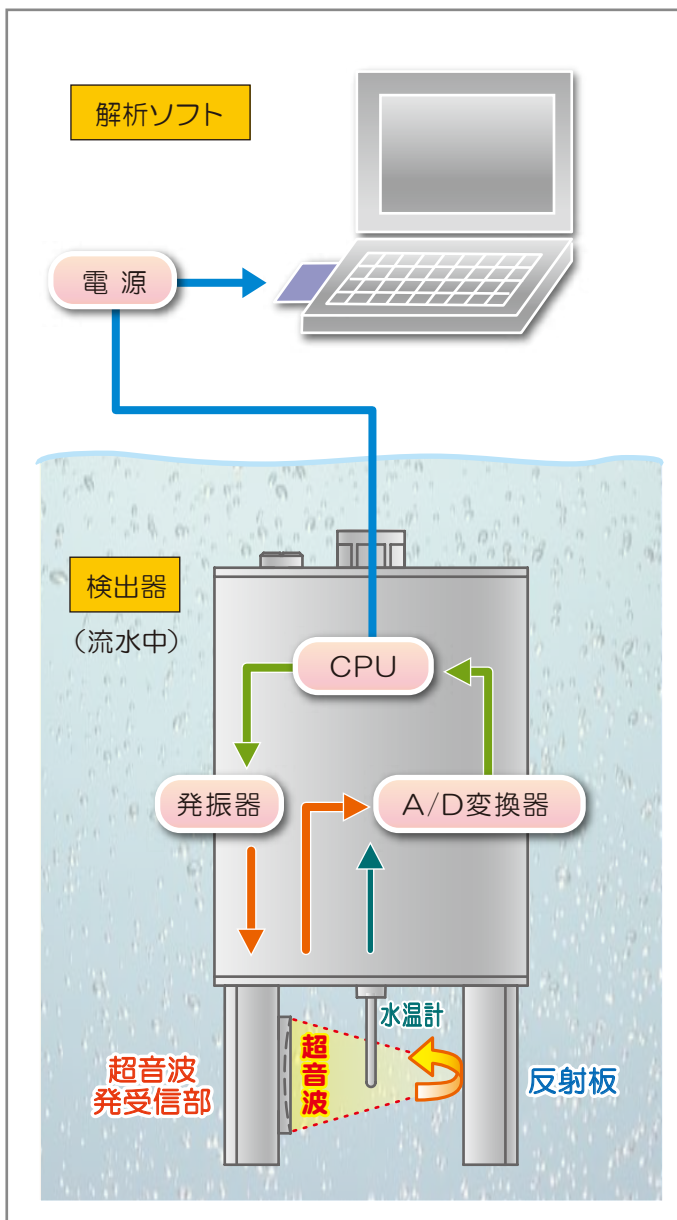 解析ソフト
電 源
検出器
(流水中)
CPU
発振器
A/D変換器
水温計
超音波
超音波
発受信部
反射板